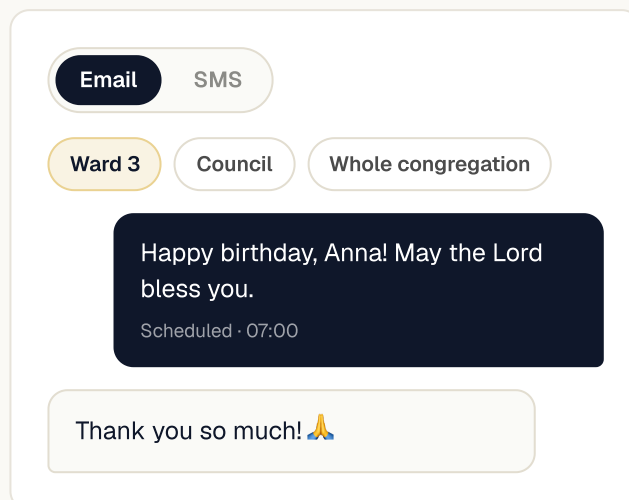 Email SMS
Ward 3 Council Whole congregation
Happy birthday, Anna! May the Lord
bless you.
Scheduled · 07:00
Thank you so much!🙏